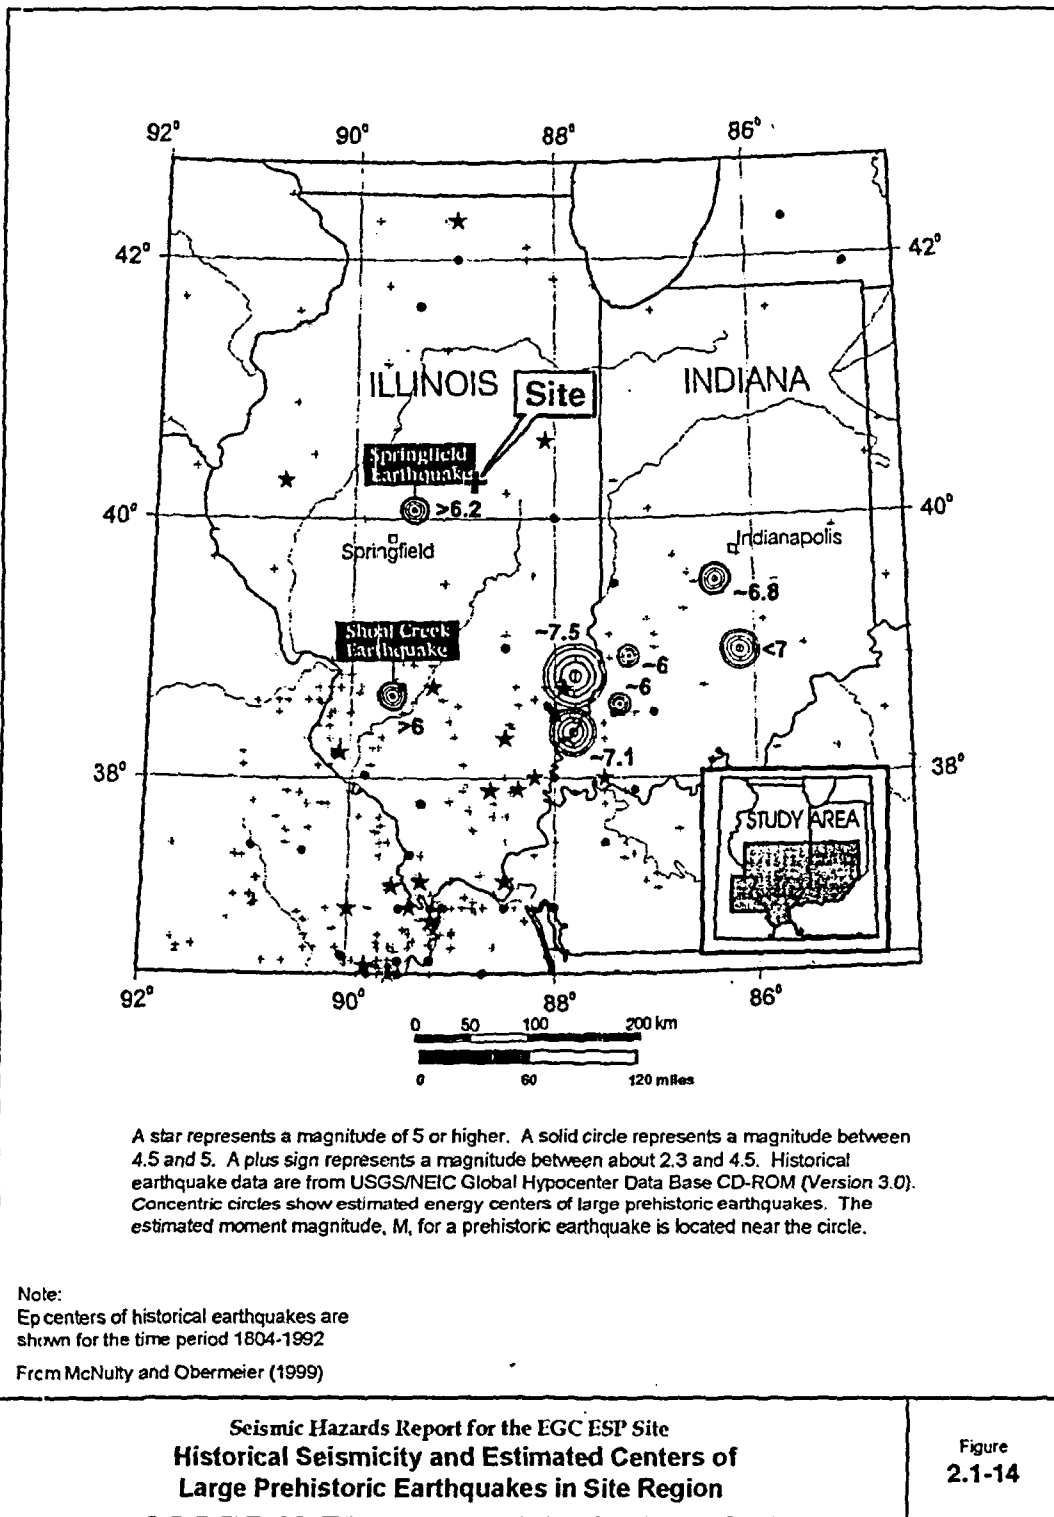 92° 90° 88° 86°
42° 42°
ILLINOIS INDIANA
Site
Springfield
Earthquake
>6.2
40° 40°
Springfield
Indianapolis
~6.8
Shoal Creek
Earthquake
~7.5
<7
~6
~6
>6
~7.1
38° 38°
STUDY AREA
92° 90° 88° 86°
0 50 100 200 km
0 60 120 miles
A star represents a magnitude of 5 or higher. A solid circle represents a magnitude between
4.5 and 5. A plus sign represents a magnitude between about 2.3 and 4.5. Historical
earthquake data are from USGS/NEIC Global Hypocenter Data Base CD-ROM (Version 3.0).
Concentric circles show estimated energy centers of large prehistoric earthquakes. The
estimated moment magnitude, M, for a prehistoric earthquake is located near the circle.
Note:
Epcenters of historical earthquakes are
shown for the time period 1804-1992
From McNulty and Obermeier (1999)
Seismic Hazards Report for the EGC ESP Site
Historical Seismicity and Estimated Centers of
Large Prehistoric Earthquakes in Site Region
Figure
2.1-14